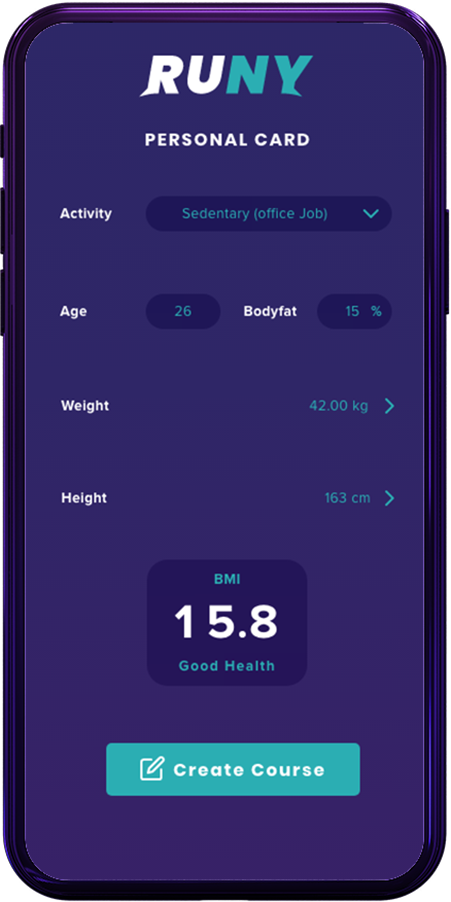 RUNY
PERSONAL CARD
Activity Sedentary (office Job)
Age 26 Bodyfat 15 %
Weight 42.00 kg
Height 163 cm
BMI
15.8
Good Health
Create Course